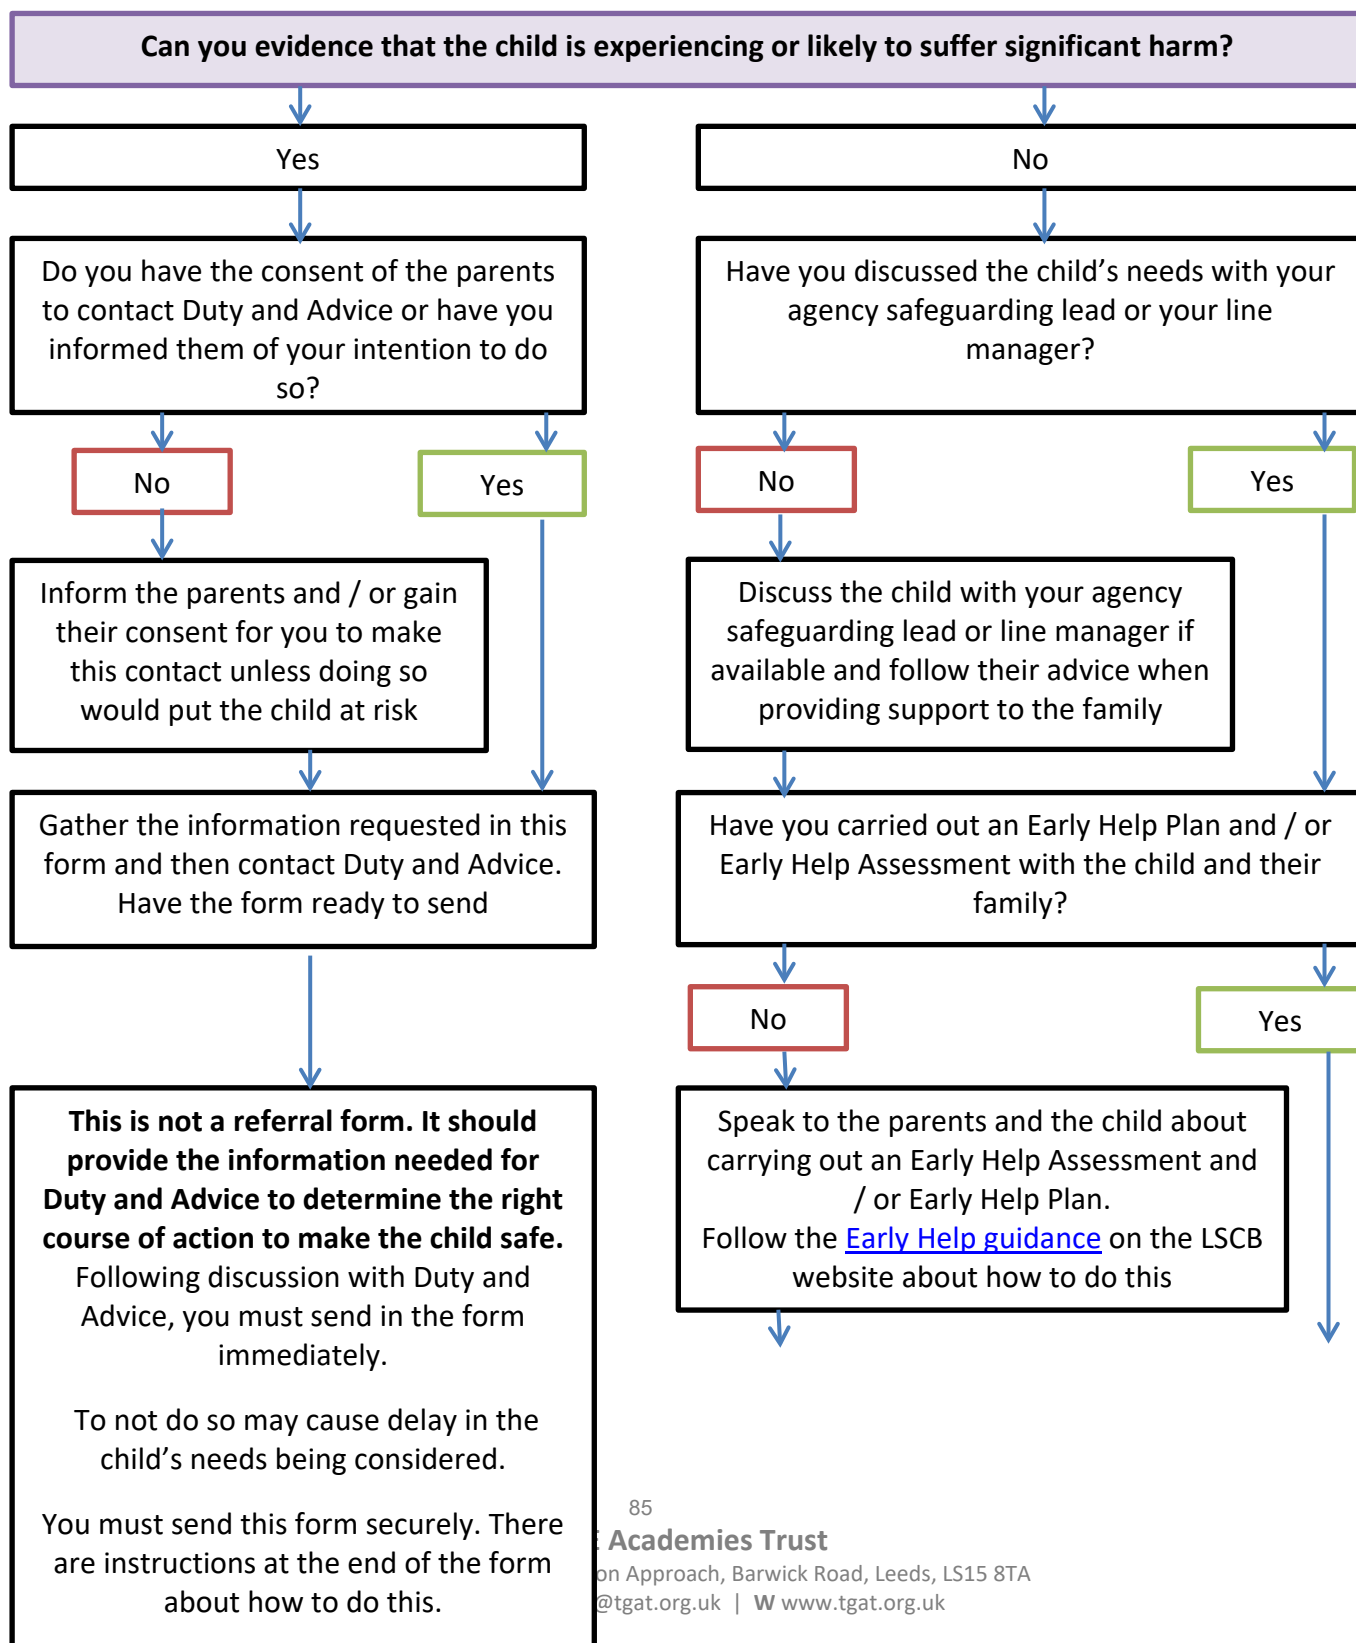 Can you evidence that the child is experiencing or likely to suffer significant harm?
Yes
No
Do you have the consent of the parents
to contact Duty and Advice or have you
informed them of your intention to do
so?
Have you discussed the child’s needs with your
agency safeguarding lead or your line
manager?
No
Yes
No
Yes
Inform the parents and / or gain
their consent for you to make
this contact unless doing so
would put the child at risk
Discuss the child with your agency
safeguarding lead or line manager if
available and follow their advice when
providing support to the family
Gather the information requested in this
form and then contact Duty and Advice.
Have the form ready to send
Have you carried out an Early Help Plan and / or
Early Help Assessment with the child and their
family?
No
Yes
This is not a referral form. It should
provide the information needed for
Duty and Advice to determine the right
course of action to make the child safe.
Following discussion with Duty and
Advice, you must send in the form
immediately.
To not do so may cause delay in the
child’s needs being considered.
You must send this form securely. There
are instructions at the end of the form
about how to do this.
Speak to the parents and the child about
carrying out an Early Help Assessment and
/ or Early Help Plan.
Follow the Early Help guidance on the LSCB
website about how to do this
85
Academies Trust
on Approach, Barwick Road, Leeds, LS15 8TA
@tgat.org.uk | W www.tgat.org.uk